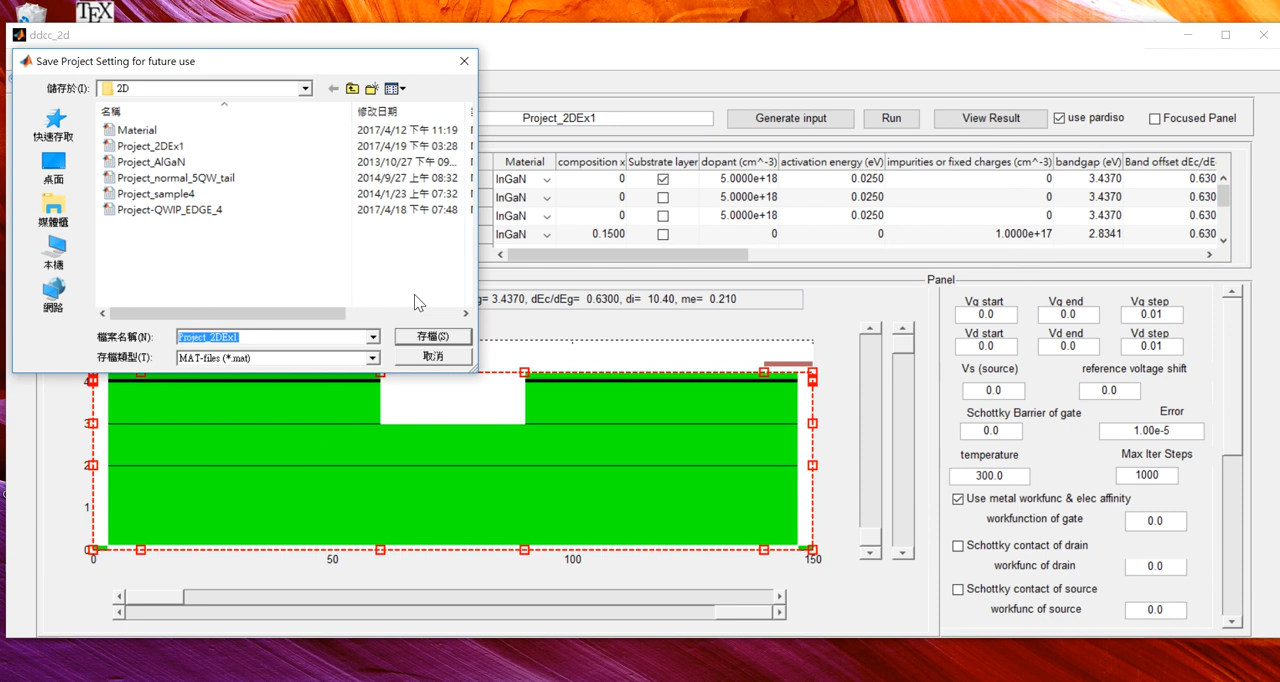 TEX
ddcc_2d
Save Project Setting for future use
儲存於(I):
2D
快速存取
桌面
媒體櫃
本機
網路
名稱
修改日期
Material
2017/4/12 下午 11:19
Project_2DEx1
2017/4/19 下午 03:28
Project_AlGaN
2013/10/27 下午 09...
Project_normal_5QW_tail
2014/9/27 上午 08:32
Project_sample4
2014/1/23 上午 07:32
Project-QWIP_EDGE_4
2017/4/18 下午 07:48
檔案名稱(N):
Project_2DEx1
存檔(S)
存檔類型(T):
MAT-files (*.mat)
取消
Project_2DEx1
Generate input
Run
View Result
use pardiso
Focused Panel
Material composition x Substrate layer dopant (cm^-3) activation energy (eV) impurities or fixed charges (cm^-3) bandgap (eV) Band offset dEc/dE
InGaN 0 5.0000e+18 0.0250 0 3.4370 0.630
InGaN 0 5.0000e+18 0.0250 0 3.4370 0.630
InGaN 0 5.0000e+18 0.0250 0 3.4370 0.630
InGaN 0.1500 0 0 1.0000e+17 2.8341 0.630
g= 3.4370, dEc/dEg= 0.6300, di= 10.40, me= 0.210
4
3
2
1
0
0 50 100 150
Panel
Vg start Vg end Vg step
0.0 0.0 0.01
Vd start Vd end Vd step
0.0 0.0 0.01
Vs (source) reference voltage shift
0.0 0.0
Schottky Barrier of gate Error
0.0 1.00e-5
temperature Max Iter Steps
300.0 1000
Use metal workfunc & elec affinity
workfunction of gate 0.0
Schottky contact of drain
workfunc of drain 0.0
Schottky contact of source
workfunc of source 0.0